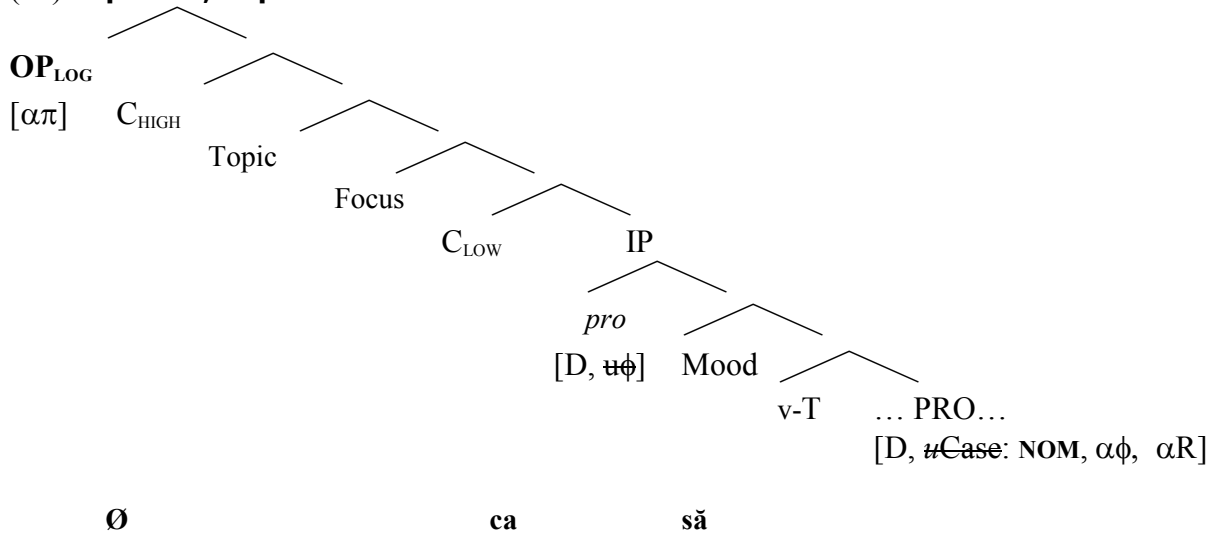 OP_LOG
[απ] C_HIGH
Topic
Focus
C_LOW IP
pro
[D, uϕ] Mood
v-T … PRO…
[D, uCase: NOM, αϕ, αR]
Ø ca să